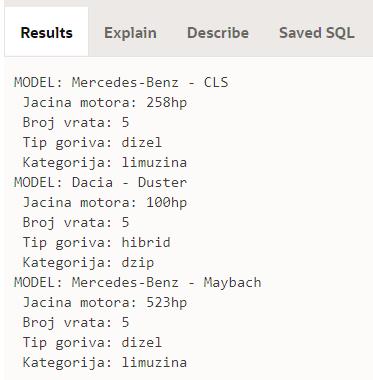 Results Explain Describe Saved SQL
MODEL: Mercedes-Benz - CLS
Jacina motora: 258hp
Broj vrata: 5
Tip goriva: dizel
Kategorija: limuzina
MODEL: Dacia - Duster
Jacina motora: 100hp
Broj vrata: 5
Tip goriva: hibrid
Kategorija: dzip
MODEL: Mercedes-Benz - Maybach
Jacina motora: 523hp
Broj vrata: 5
Tip goriva: dizel
Kategorija: limuzina